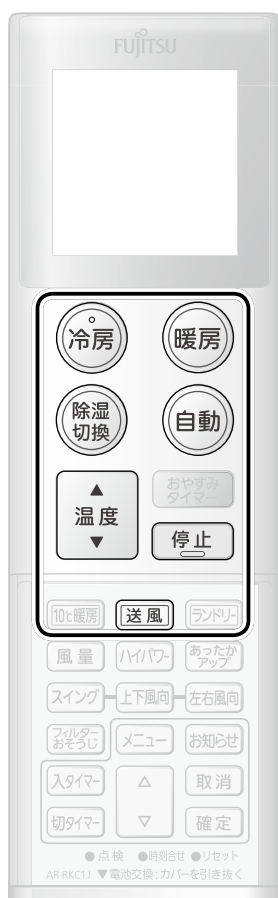 FUJITSU
冷房 暖房
除湿 自動
切換
▲ おやすみ
温度 タイマー
▼ 停止
10℃暖房 送風 ランドリー
風量 ハイパワー あったか
アップ
スイング 上下風向 左右風向
フィルター
おそうじ メニュー お知らせ
入タイマー △ 取消
切タイマー ▽ 確定
●点検 ●時刻合せ ●リセット
AR-RKC1J ▼電池交換:カバーを引き抜く